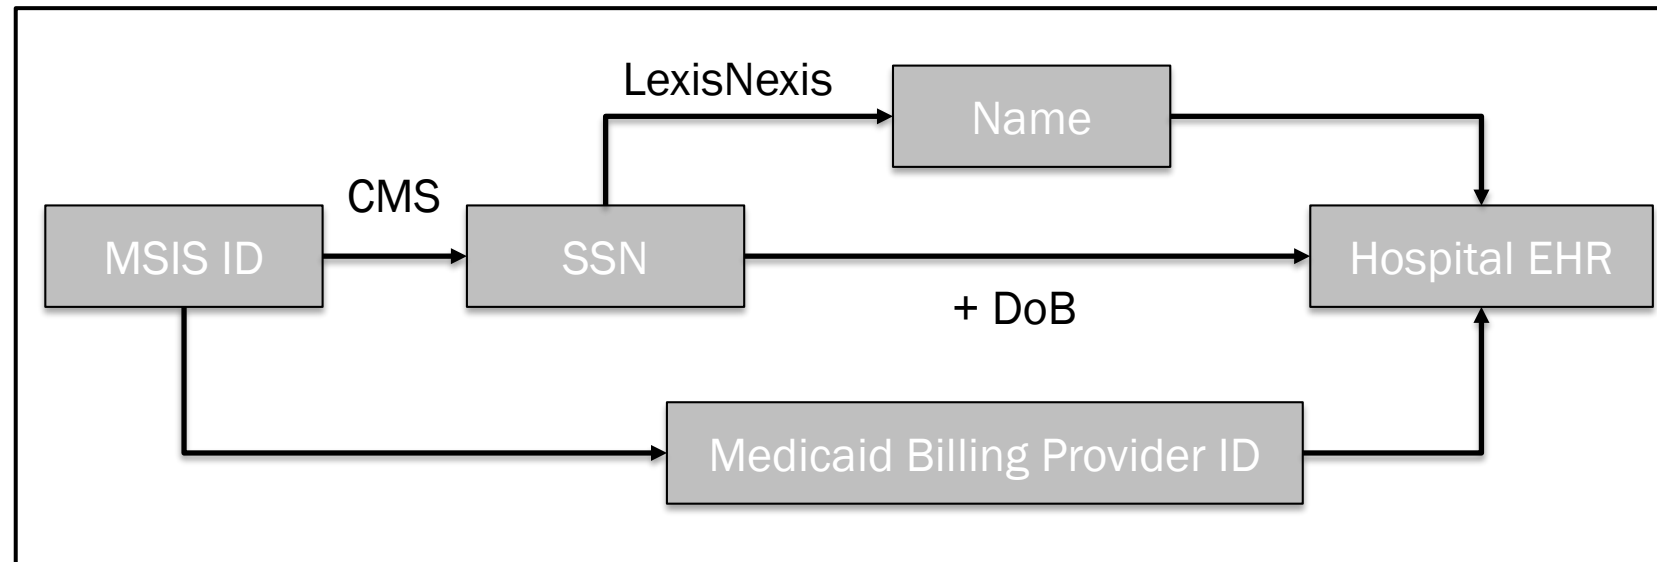 LexisNexis
Name
CMS
MSIS ID
SSN
Hospital EHR
+ DoB
Medicaid Billing Provider ID